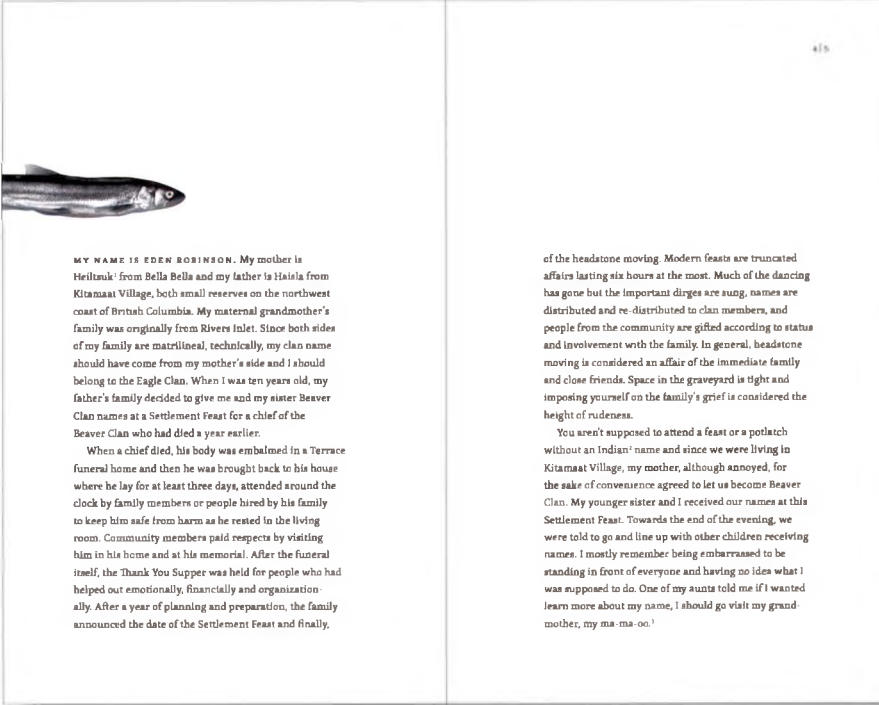 4|5
MY NAME IS EDEN ROBINSON. My mother is
Heiltsuk¹ from Bella Bella and my father is Haisla from
Kitamaat Village, both small reserves on the northwest
coast of British Columbia. My maternal grandmother's
family was originally from Rivers Inlet. Since both sides
of my family are matrilineal, technically, my clan name
should have come from my mother's side and I should
belong to the Eagle Clan. When I was ten years old, my
father's family decided to give me and my sister Beaver
Clan names at a Settlement Feast for a chief of the
Beaver Clan who had died a year earlier.
When a chief died, his body was embalmed in a Terrace
funeral home and then he was brought back to his house
where he lay for at least three days, attended around the
clock by family members or people hired by his family
to keep him safe from harm as he rested in the living
room. Community members paid respects by visiting
him in his home and at his memorial. After the funeral
itself, the Thank You Supper was held for people who had
helped out emotionally, financially and organization-
ally. After a year of planning and preparation, the family
announced the date of the Settlement Feast and finally,
of the headstone moving. Modern feasts are truncated
affairs lasting six hours at the most. Much of the dancing
has gone but the important dirges are sung, names are
distributed and re-distributed to clan members, and
people from the community are gifted according to status
and involvement with the family. In general, headstone
moving is considered an affair of the immediate family
and close friends. Space in the graveyard is tight and
imposing yourself on the family's grief is considered the
height of rudeness.
You aren't supposed to attend a feast or a potlatch
without an Indian² name and since we were living in
Kitamaat Village, my mother, although annoyed, for
the sake of convenience agreed to let us become Beaver
Clan. My younger sister and I received our names at this
Settlement Feast. Towards the end of the evening, we
were told to go and line up with other children receiving
names. I mostly remember being embarrassed to be
standing in front of everyone and having no idea what I
was supposed to do. One of my aunts told me if I wanted
learn more about my name, I should go visit my grand-
mother, my ma-ma-oo.³